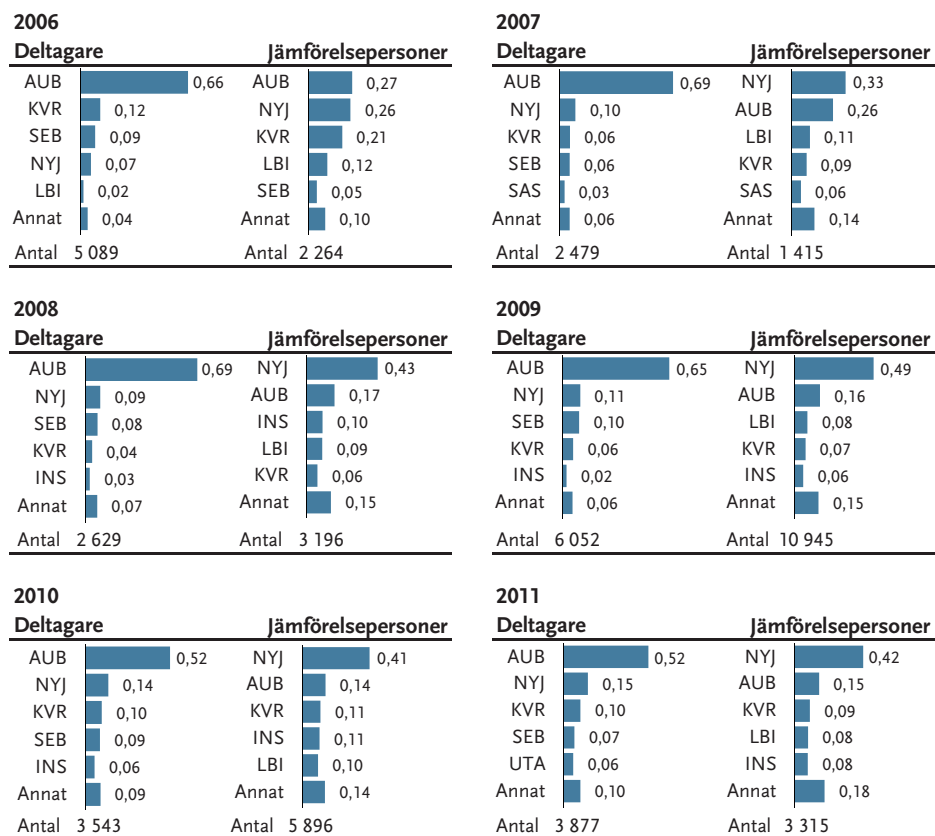 2006
Deltagare Jämförelsepersoner
AUB 0,66 AUB 0,27
KVR 0,12 NYJ 0,26
SEB 0,09 KVR 0,21
NYJ 0,07 LBI 0,12
LBI 0,02 SEB 0,05
Annat 0,04 Annat 0,10
Antal 5 089 Antal 2 264
2007
Deltagare Jämförelsepersoner
AUB 0,69 NYJ 0,33
NYJ 0,10 AUB 0,26
KVR 0,06 LBI 0,11
SEB 0,06 KVR 0,09
SAS 0,03 SAS 0,06
Annat 0,06 Annat 0,14
Antal 2 479 Antal 1 415
2008
Deltagare Jämförelsepersoner
AUB 0,69 NYJ 0,43
NYJ 0,09 AUB 0,17
SEB 0,08 INS 0,10
KVR 0,04 LBI 0,09
INS 0,03 KVR 0,06
Annat 0,07 Annat 0,15
Antal 2 629 Antal 3 196
2009
Deltagare Jämförelsepersoner
AUB 0,65 NYJ 0,49
NYJ 0,11 AUB 0,16
SEB 0,10 LBI 0,08
KVR 0,06 KVR 0,07
INS 0,02 INS 0,06
Annat 0,06 Annat 0,15
Antal 6 052 Antal 10 945
2010
Deltagare Jämförelsepersoner
AUB 0,52 NYJ 0,41
NYJ 0,14 AUB 0,14
KVR 0,10 KVR 0,11
SEB 0,09 INS 0,11
INS 0,06 LBI 0,10
Annat 0,09 Annat 0,14
Antal 3 543 Antal 5 896
2011
Deltagare Jämförelsepersoner
AUB 0,52 NYJ 0,42
NYJ 0,15 AUB 0,15
KVR 0,10 KVR 0,09
SEB 0,07 LBI 0,08
UTA 0,06 INS 0,08
Annat 0,10 Annat 0,18
Antal 3 877 Antal 3 315